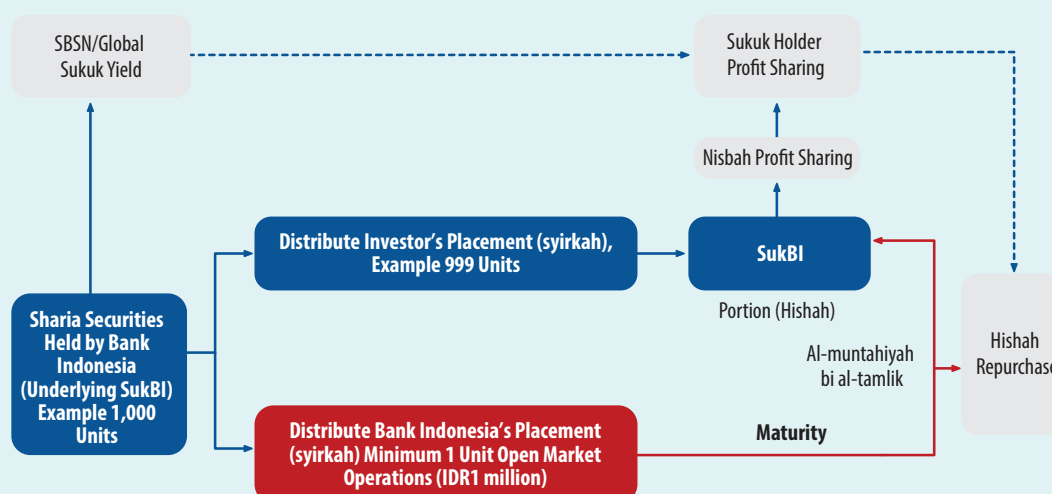 SBSN/Global
Sukuk Yield
Sukuk Holder
Profit Sharing
Nisbah Profit Sharing
Distribute Investor's Placement (syirkah),
Example 999 Units
SukBI
Portion (Hishah)
Sharia Securities
Held by Bank
Indonesia
(Underlying SukBI)
Example 1,000
Units
Al-muntahiyah
bi al-tamlik
Hishah
Repurchase
Distribute Bank Indonesia's Placement
(syirkah) Minimum 1 Unit Open Market
Operations (IDR1 million)
Maturity